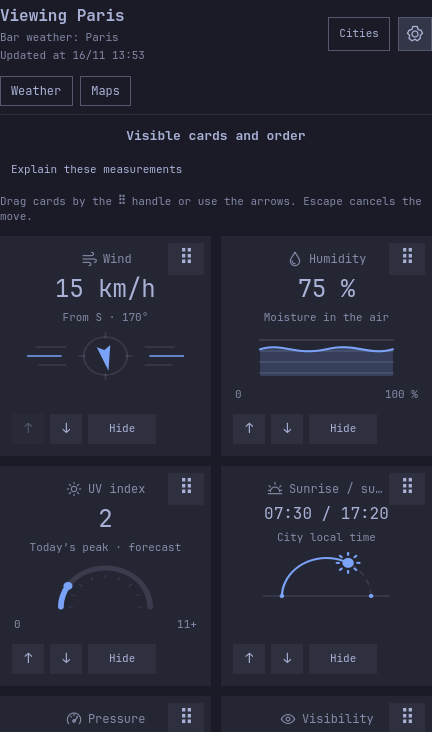 Viewing Paris
Bar weather: Paris
Updated at 16/11 13:53
Cities
Weather
Maps
Visible cards and order
Explain these measurements
Drag cards by the ⠿ handle or use the arrows. Escape cancels the
move.
Wind
15 km/h
From S · 170°
↑ ↓ Hide
Humidity
75 %
Moisture in the air
0 100 %
↑ ↓ Hide
UV index
2
Today’s peak · forecast
0 11+
↑ ↓ Hide
Sunrise / su…
07:30 / 17:20
City local time
↑ ↓ Hide
Pressure
Visibility